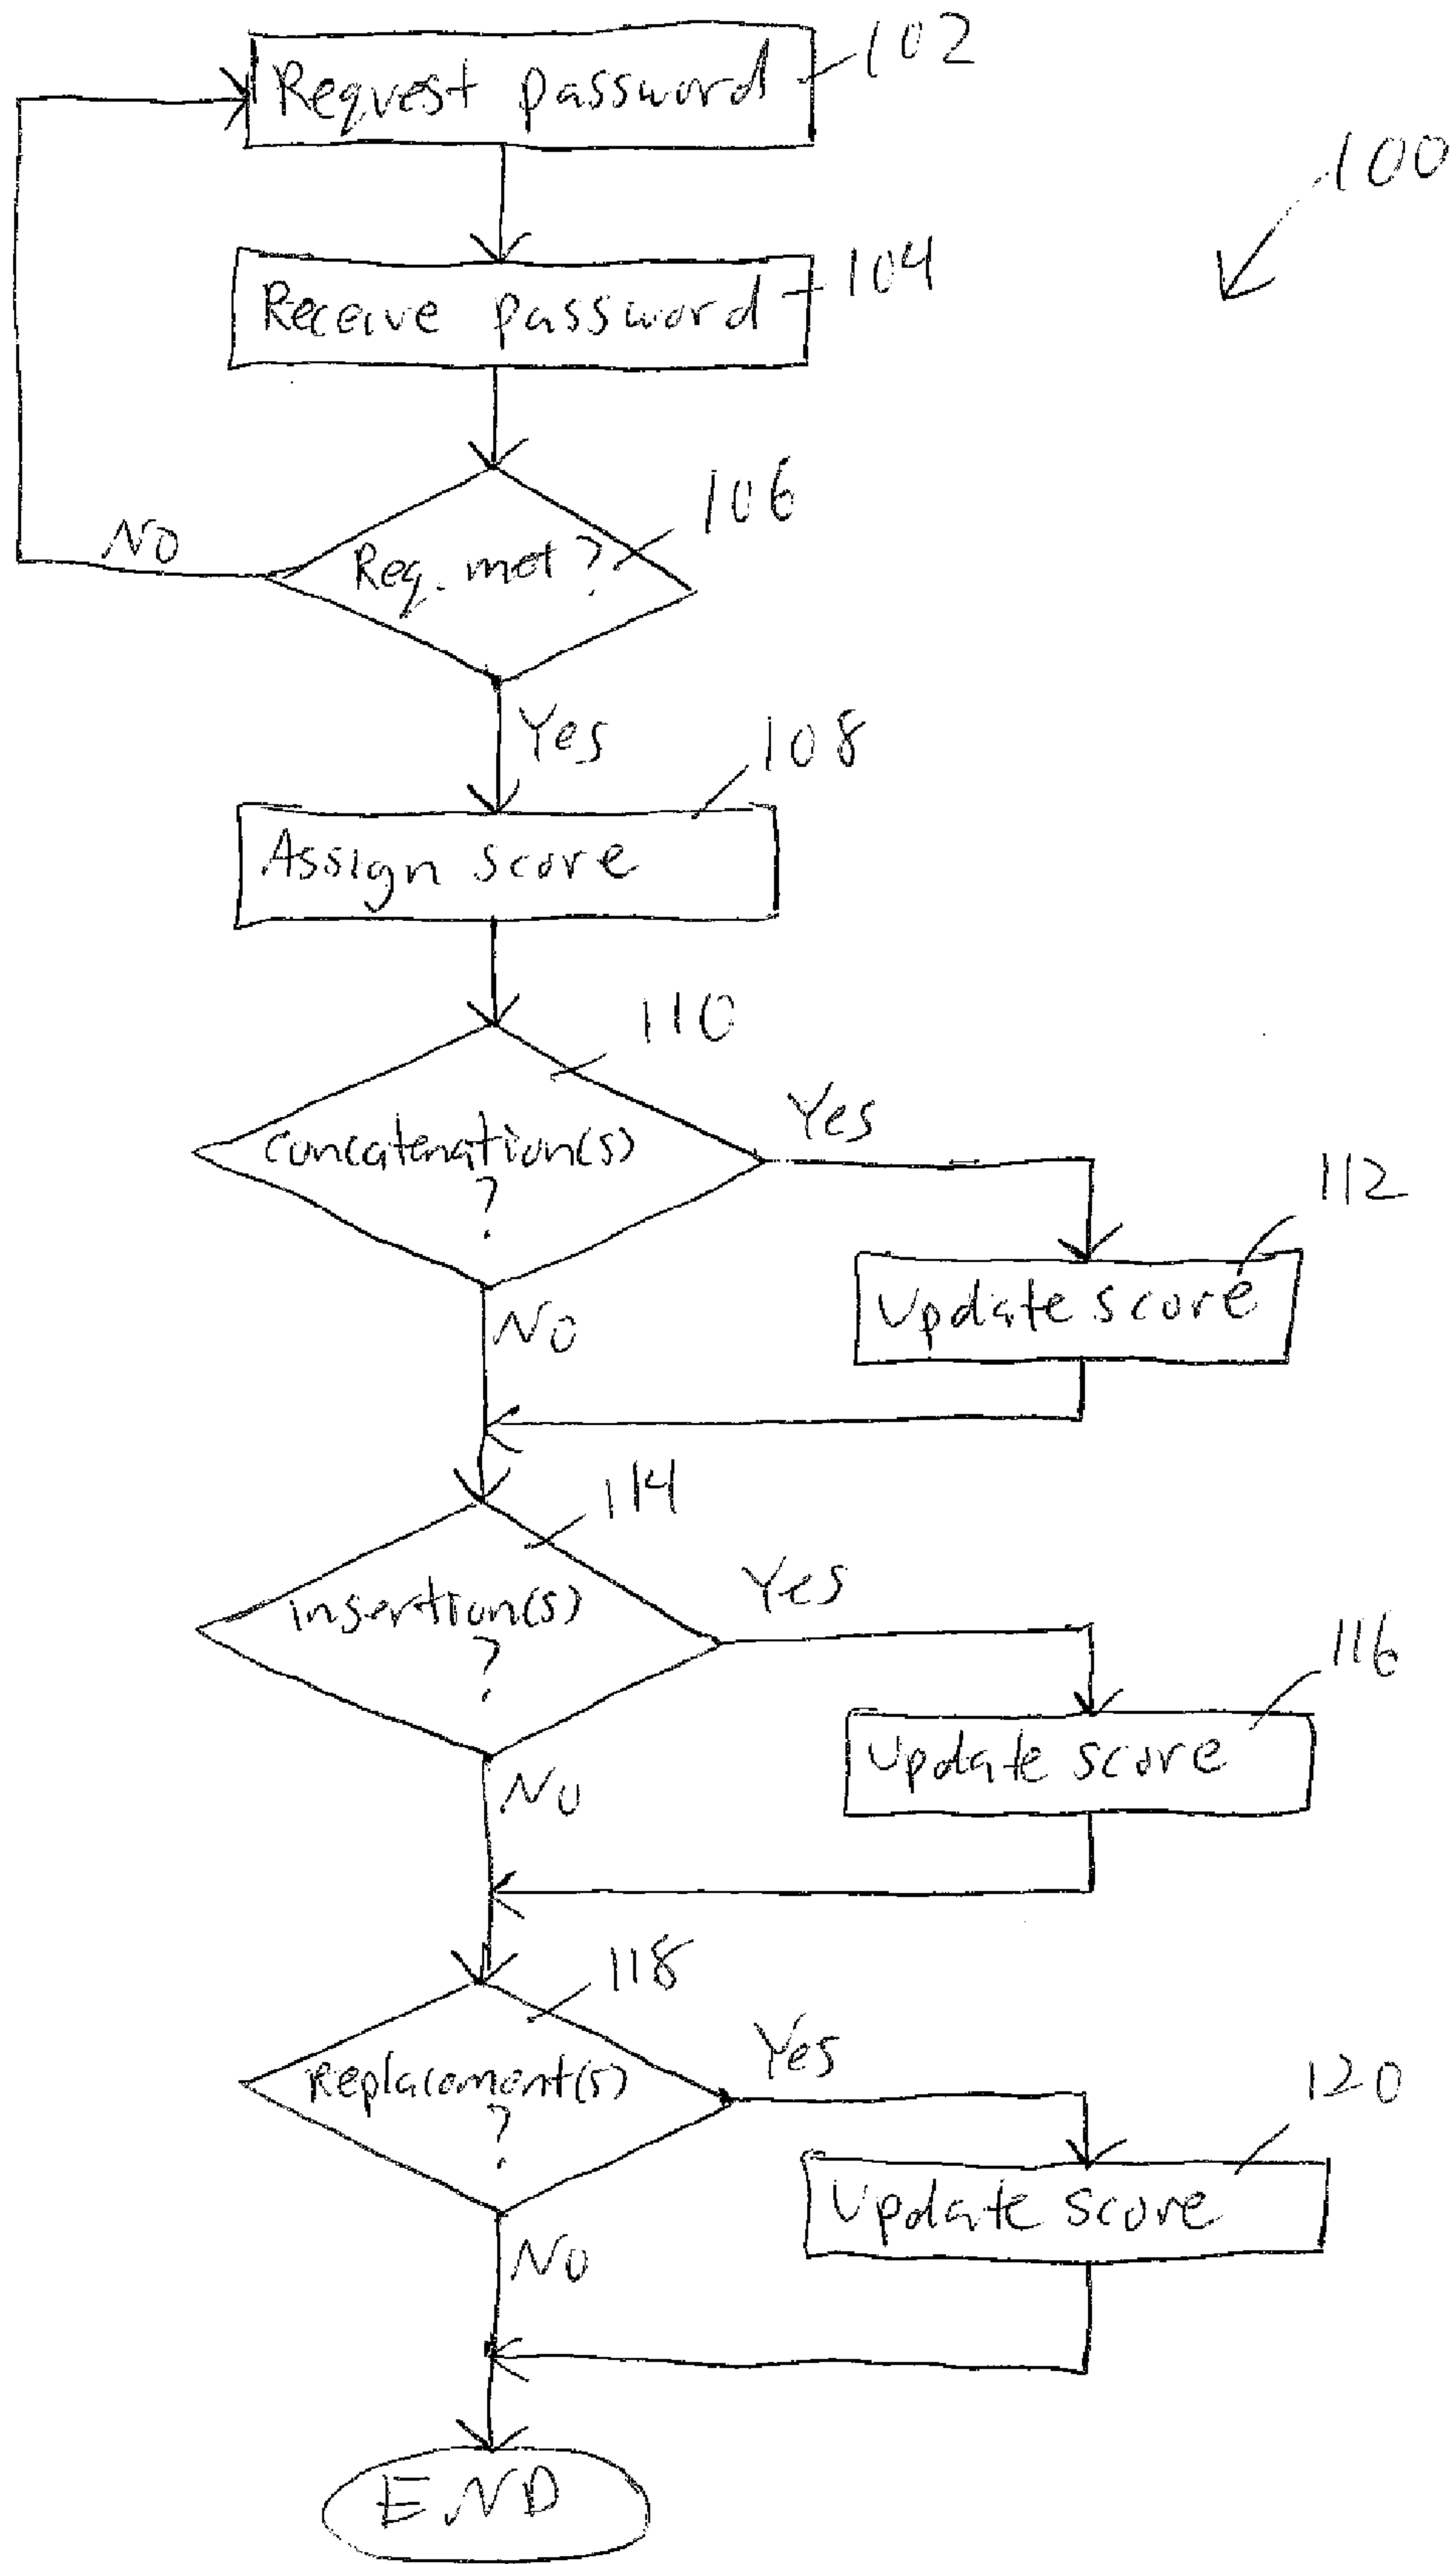 Request password
102
100
Receive password
104
106
NO
Req. met?
Yes
108
Assign score
110
Concatenation(s)
?
Yes
112
Update score
NO
114
insertion(s)
?
Yes
116
Update score
NO
118
Replacement(s)
?
Yes
120
Update score
NO
END